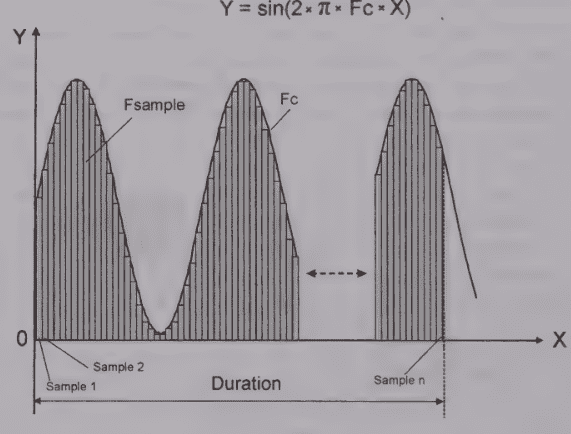 Y = sin(2 * π * Fc * X)
Y
Fsample
Fc
0
X
Sample 1
Sample 2
Duration
Sample n